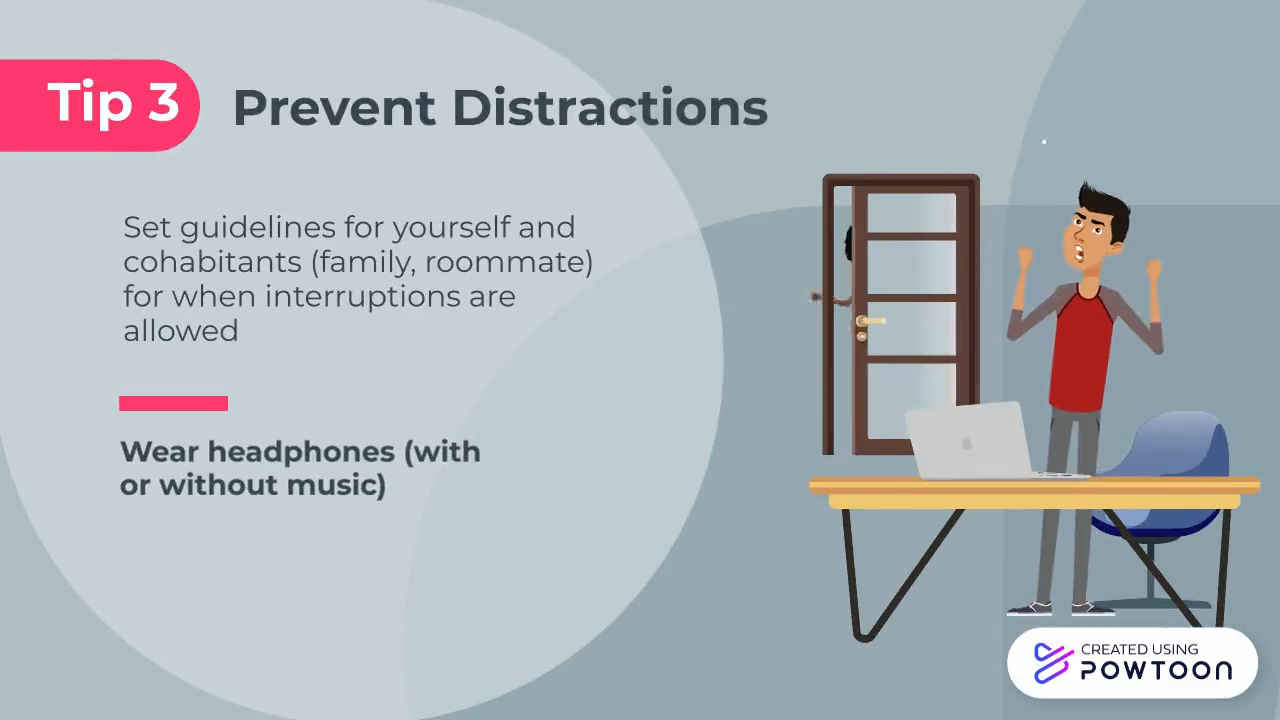 Tip 3
Prevent Distractions
Set guidelines for yourself and
cohabitants (family, roommate)
for when interruptions are
allowed
Wear headphones (with
or without music)
CREATED USING
POWTOON